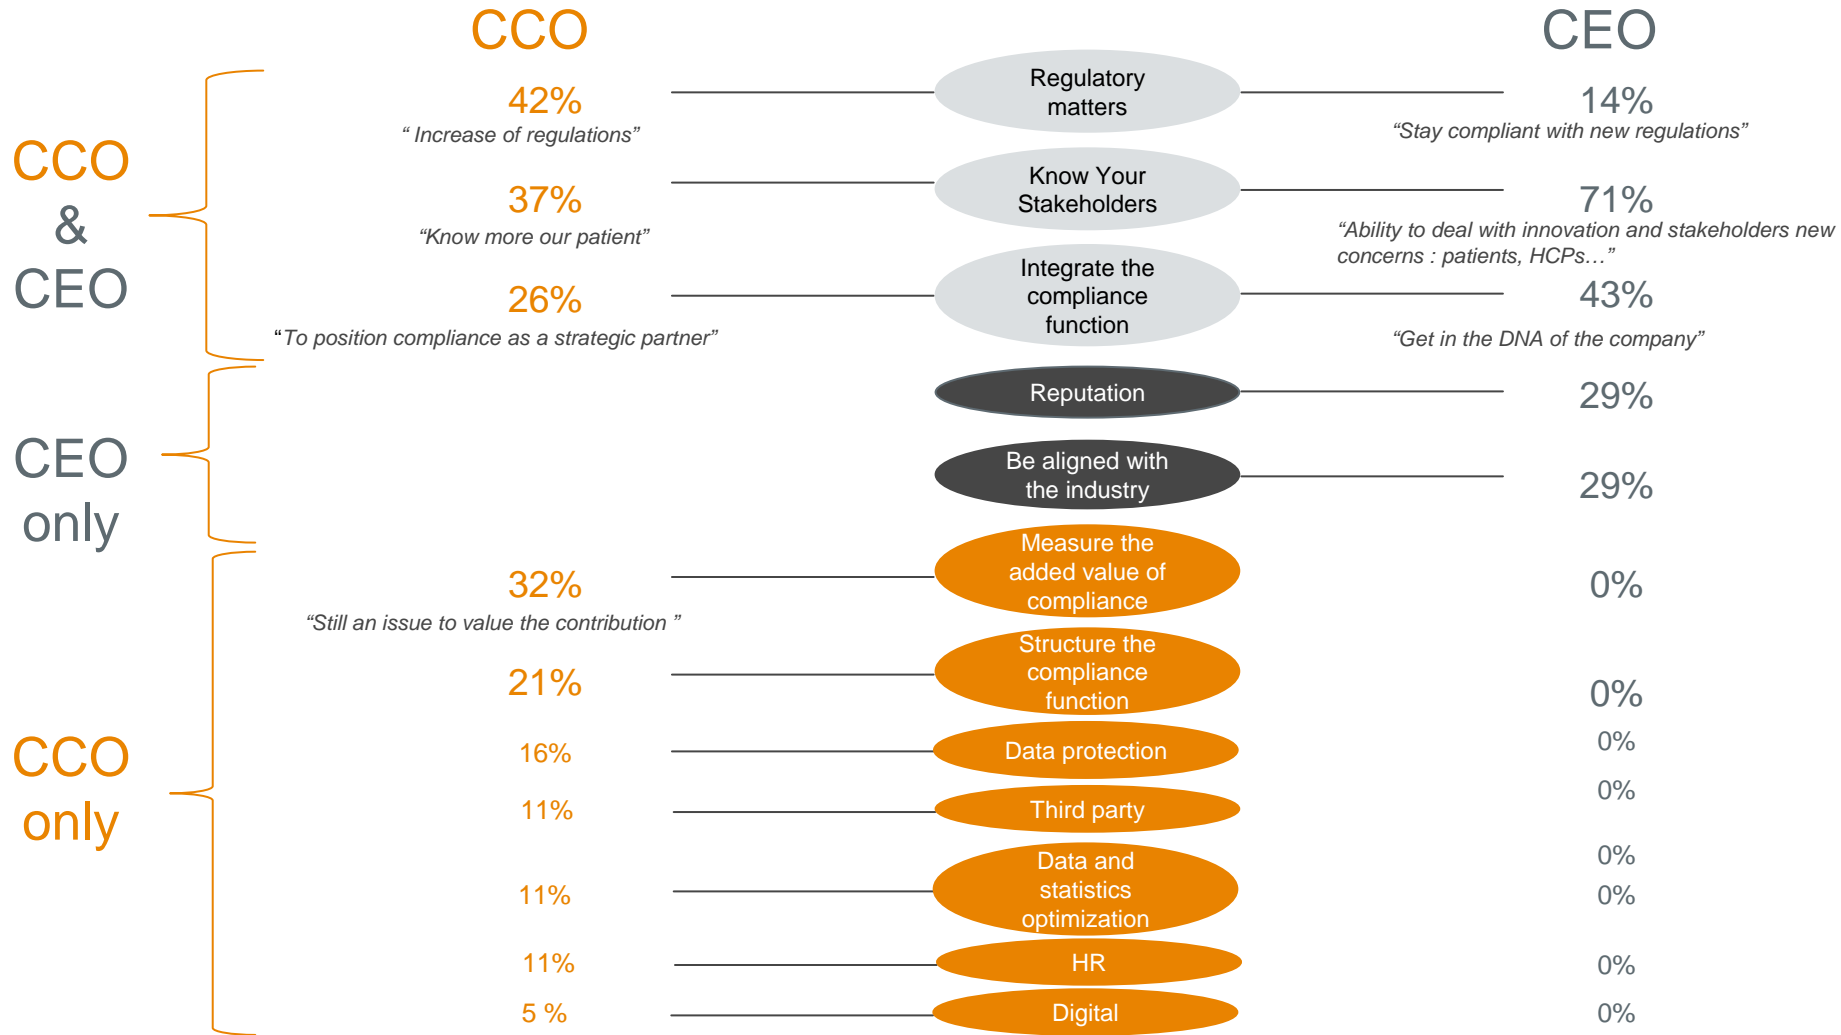 CCO
CEO
CCO
&
CEO
42%
“ Increase of regulations”
Regulatory
matters
14%
“Stay compliant with new regulations”
37%
“Know more our patient”
Know Your
Stakeholders
71%
“Ability to deal with innovation and stakeholders new
concerns : patients, HCPs…”
26%
“To position compliance as a strategic partner”
Integrate the
compliance
function
43%
“Get in the DNA of the company”
CEO
only
Reputation
29%
Be aligned with
the industry
29%
CCO
only
32%
“Still an issue to value the contribution ”
Measure the
added value of
compliance
0%
21%
Structure the
compliance
function
0%
16%
Data protection
0%
11%
Third party
0%
11%
Data and
statistics
optimization
0%
0%
11%
HR
0%
5 %
Digital
0%